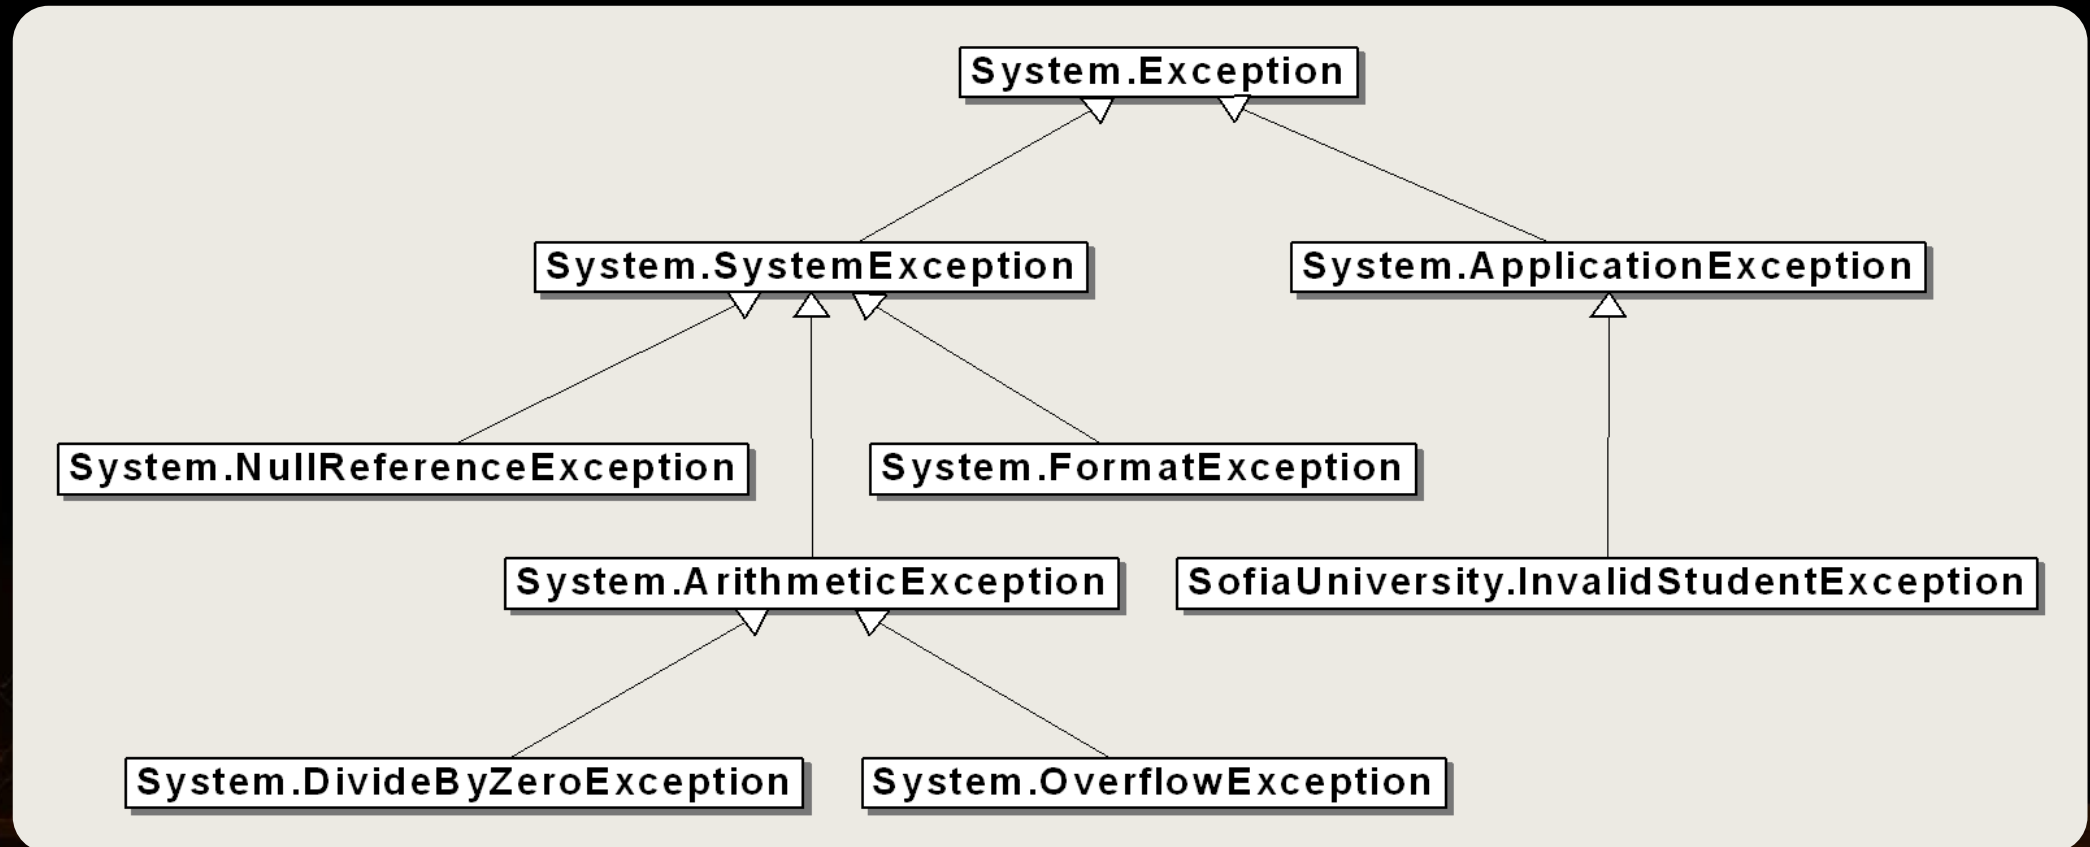 System.Exception
System.SystemException
System.ApplicationException
System.NullReferenceException
System.FormatException
System.ArithmeticException
SofiaUniversity.InvalidStudentException
System.DivideByZeroException
System.OverflowException